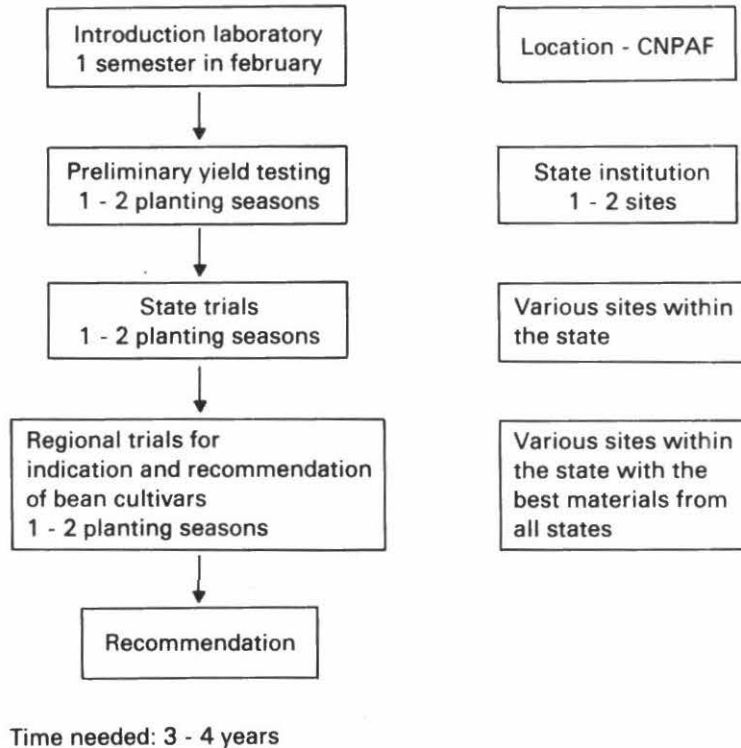 Introduction laboratory
1 semester in february
Location - CNPAF
Preliminary yield testing
1 - 2 planting seasons
State institution
1 - 2 sites
State trials
1 - 2 planting seasons
Various sites within
the state
Regional trials for
indication and recommendation
of bean cultivars
1 - 2 planting seasons
Various sites within
the state with the
best materials from
all states
Recommendation
Time needed: 3 - 4 years